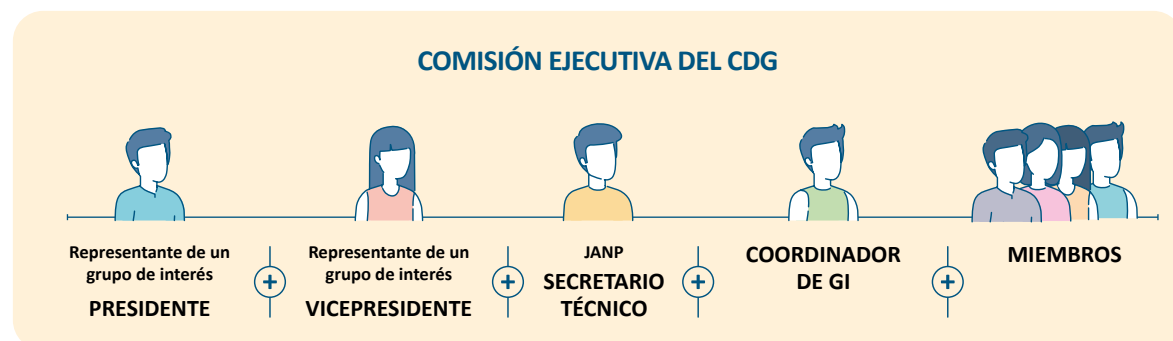 COMISIÓN EJECUTIVA DEL CDG
Representante de un
grupo de interés
PRESIDENTE
+
Representante de un
grupo de interés
VICEPRESIDENTE
+
JANP
SECRETARIO
TÉCNICO
+
COORDINADOR
DE GI
+
MIEMBROS